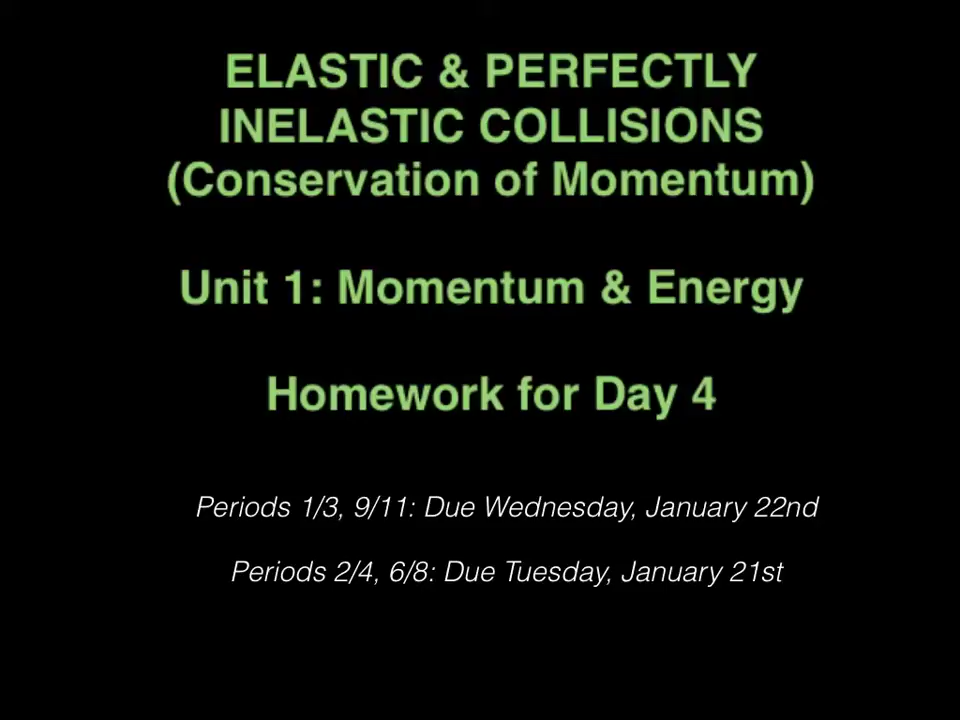 ELASTIC & PERFECTLY
INELASTIC COLLISIONS
(Conservation of Momentum)
Unit 1: Momentum & Energy
Homework for Day 4
Periods 1/3, 9/11: Due Wednesday, January 22nd
Periods 2/4, 6/8: Due Tuesday, January 21st